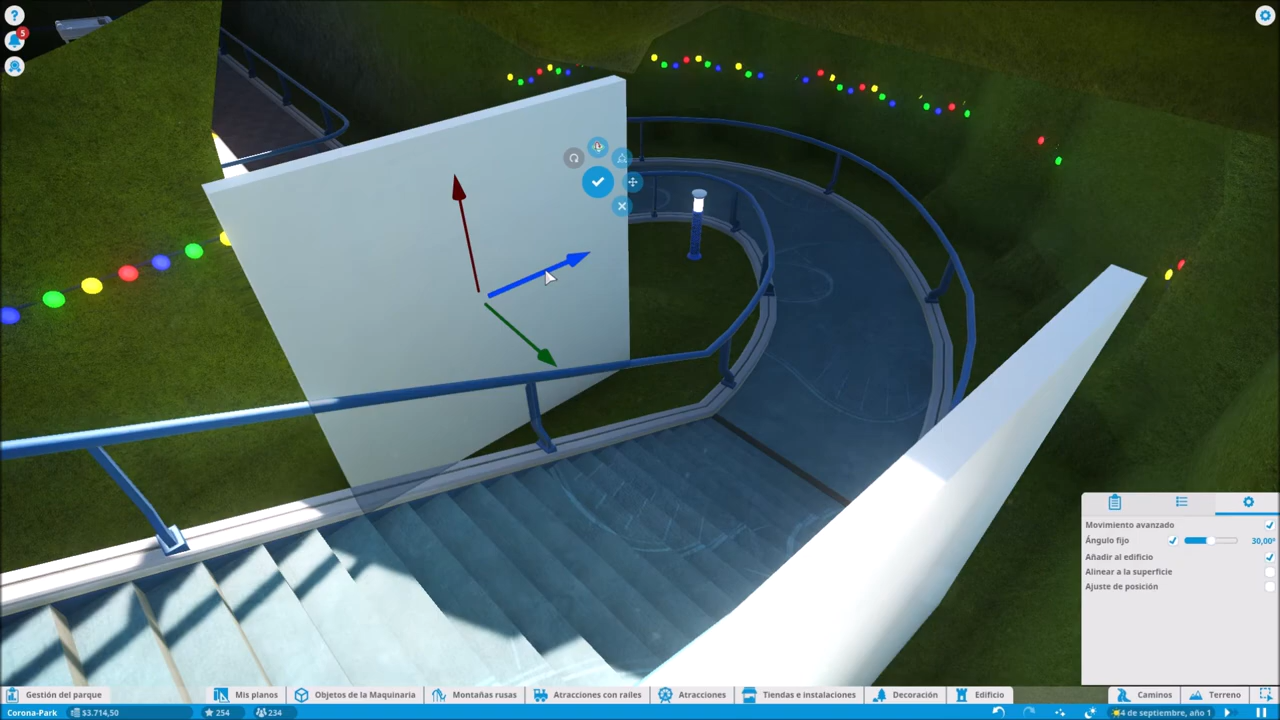 ?
5
Movimiento avanzado
Ángulo fijo 30,00°
Añadir al edificio
Alinear a la superficie
Ajuste de posición
Gestión del parque Mis planos Objetos de la Maquinaria Montañas rusas Atracciones con raíles Atracciones Tiendas e instalaciones Decoración Edificio Caminos Terreno
Corona-Park $3.714,50 254 234 4 de septiembre, año 1